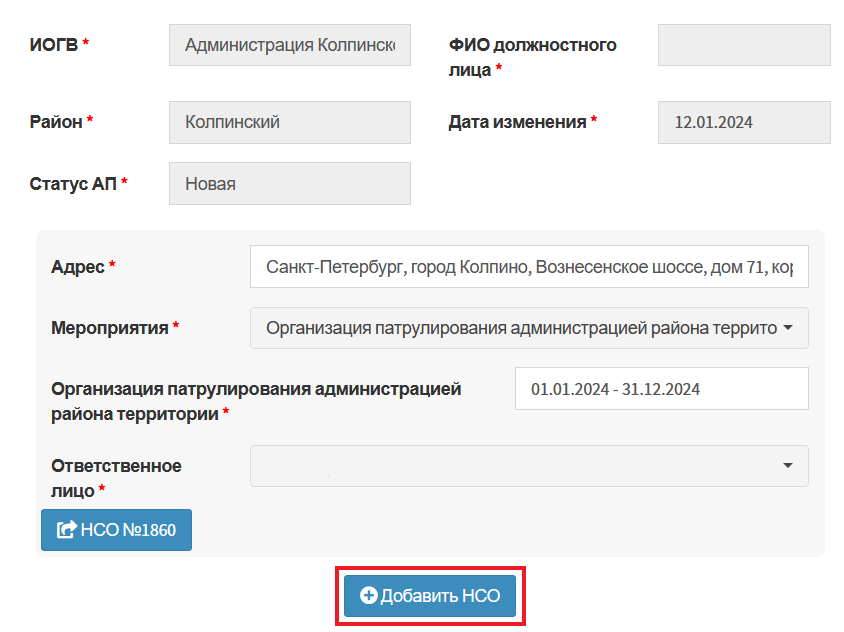 ИОГВ * Администрация Колпинск
ФИО должностного
лица *
Район * Колпинский
Дата изменения * 12.01.2024
Статус АП * Новая
Адрес * Санкт-Петербург, город Колпино, Вознесенское шоссе, дом 71, кор
Мероприятия * Организация патрулирования администрацией района террито
Организация патрулирования администрацией
района территории * 01.01.2024 - 31.12.2024
Ответственное
лицо *
НСО №1860
Добавить НСО